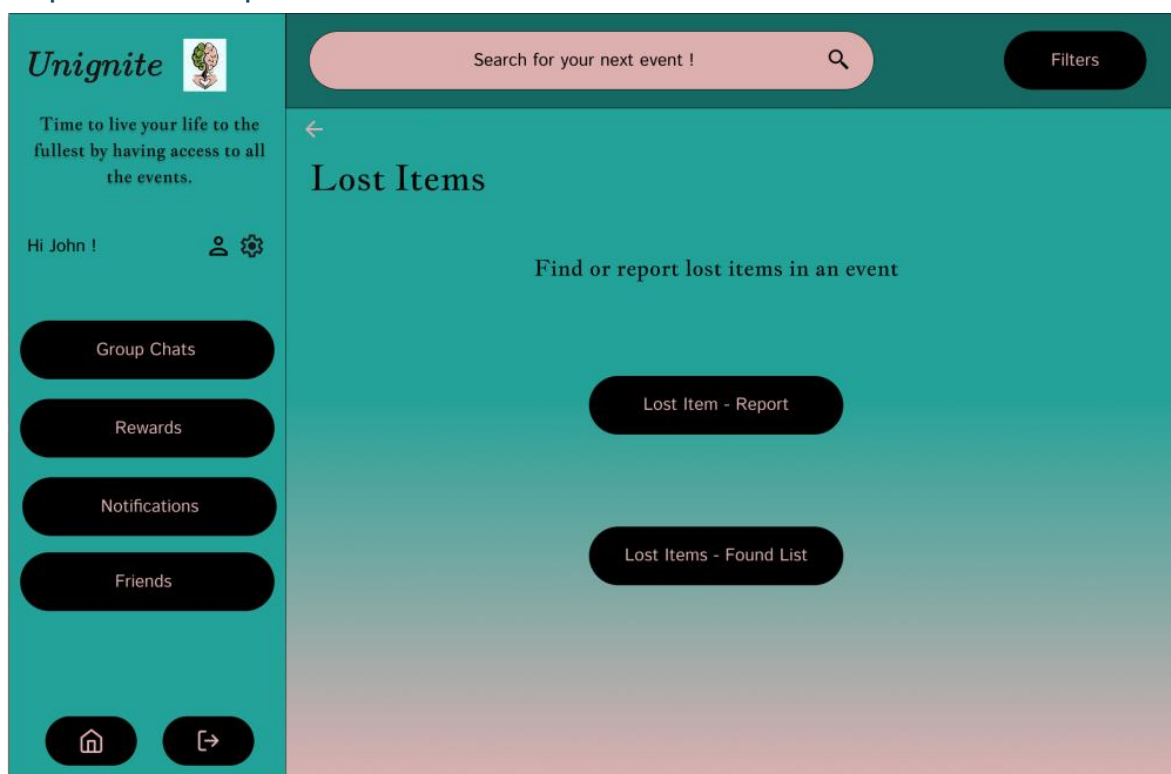 Unignite
Time to live your life to the
fullest by having access to all
the events.
Hi John !
Group Chats
Rewards
Notifications
Friends
Search for your next event !
Filters
Lost Items
Find or report lost items in an event
Lost Item - Report
Lost Items - Found List